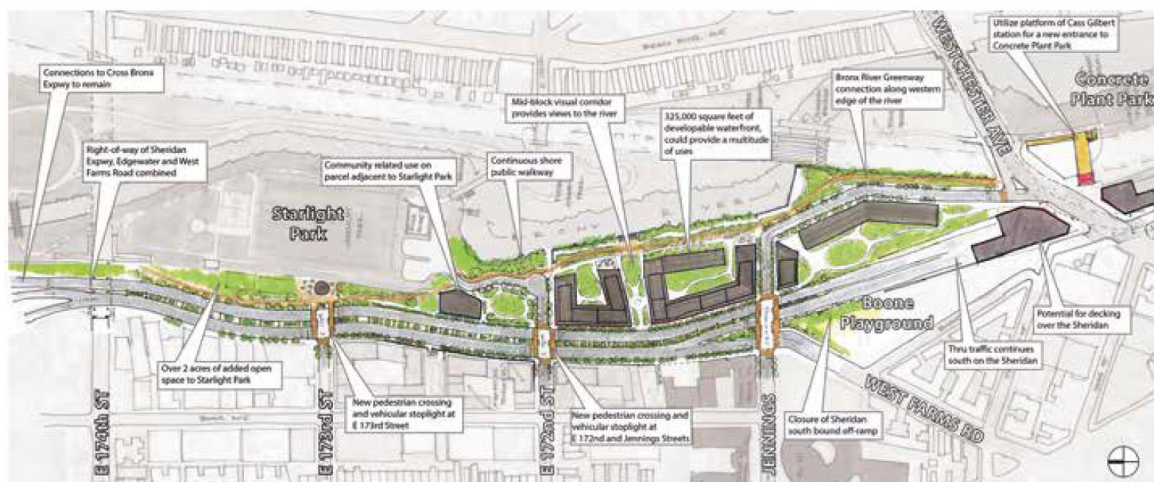 Connections to Cross Bronx
Expwy to remain
Right-of-way of Sheridan
Expwy, Edgewater and West
Farms Road combined
Starlight
Park
Community related use on
parcel adjacent to Starlight Park
Mid-block visual corridor
provides views to the river
Continuous shore
public walkway
325,000 square feet of
developable waterfront,
could provide a multitude
of uses
Bronx River Greenway
connection along western
edge of the river
WESTCHESTER AVE
Utilize platform of Cass Gilbert
station for a new entrance to
Concrete Plant Park
Concrete
Plant Park
Over 2 acres of added open
space to Starlight Park
New pedestrian crossing
and vehicular stoplight at
E 173rd Street
New pedestrian crossing and
vehicular stoplight at
E 172nd and Jennings Streets
Boone
Playground
Closure of Sheridan
south bound off-ramp
Thru traffic continues
south on the Sheridan
Potential for decking
over the Sheridan
WEST FARMS RD
E 174th ST
E 173rd ST
E 172nd ST
JENNINGS